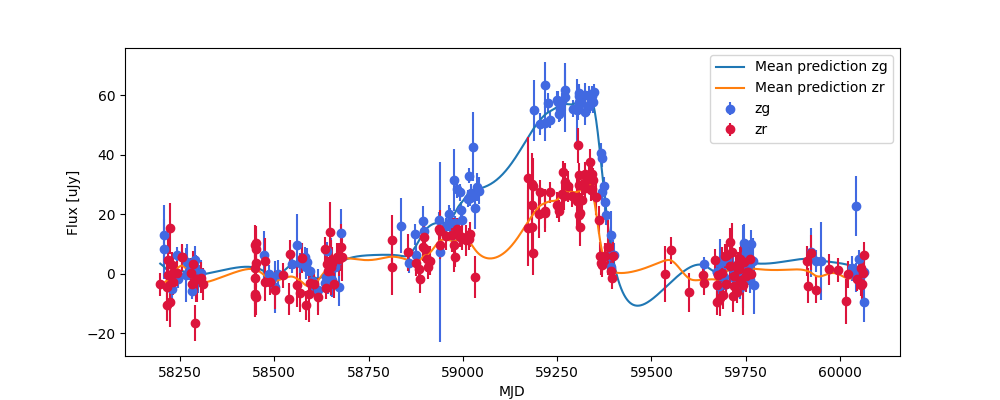 Mean prediction zg
Mean prediction zr
zg
zr
Flux [uJy]
60
40
20
0
−20
58250 58500 58750 59000 59250 59500 59750 60000
MJD